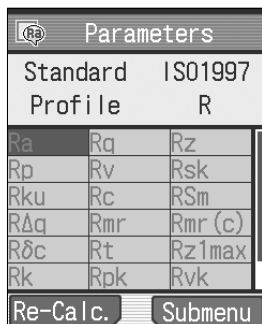 Ra Parameters
Standard ISO1997
Profile R
Ra Rq Rz
Rp Rv Rsk
Rku Rc RSm
RΔq Rmr Rmr(c)
Rδc Rt Rz1max
Rk Rpk Rvk
Re-Calc. Submenu